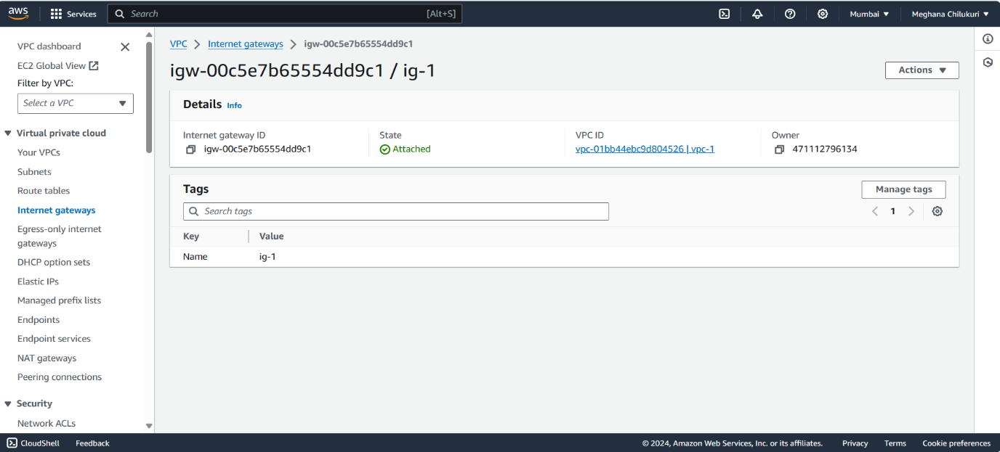 aws
Services
Search
[Alt+S]
Mumbai
Meghana Chilukuri
VPC dashboard
EC2 Global View
Filter by VPC:
Select a VPC
Virtual private cloud
Your VPCs
Subnets
Route tables
Internet gateways
Egress-only internet
gateways
DHCP option sets
Elastic IPs
Managed prefix lists
Endpoints
Endpoint services
NAT gateways
Peering connections
Security
Network ACLs
VPC > Internet gateways > igw-00c5e7b65554dd9c1
igw-00c5e7b65554dd9c1 / ig-1
Actions
Details Info
Internet gateway ID
igw-00c5e7b65554dd9c1
State
Attached
VPC ID
vpc-01bb44ebc9d804526 | vpc-1
Owner
471112796134
Tags
Manage tags
Search tags
1
Key Value
Name ig-1
CloudShell Feedback
© 2024, Amazon Web Services, Inc. or its affiliates. Privacy Terms Cookie preferences